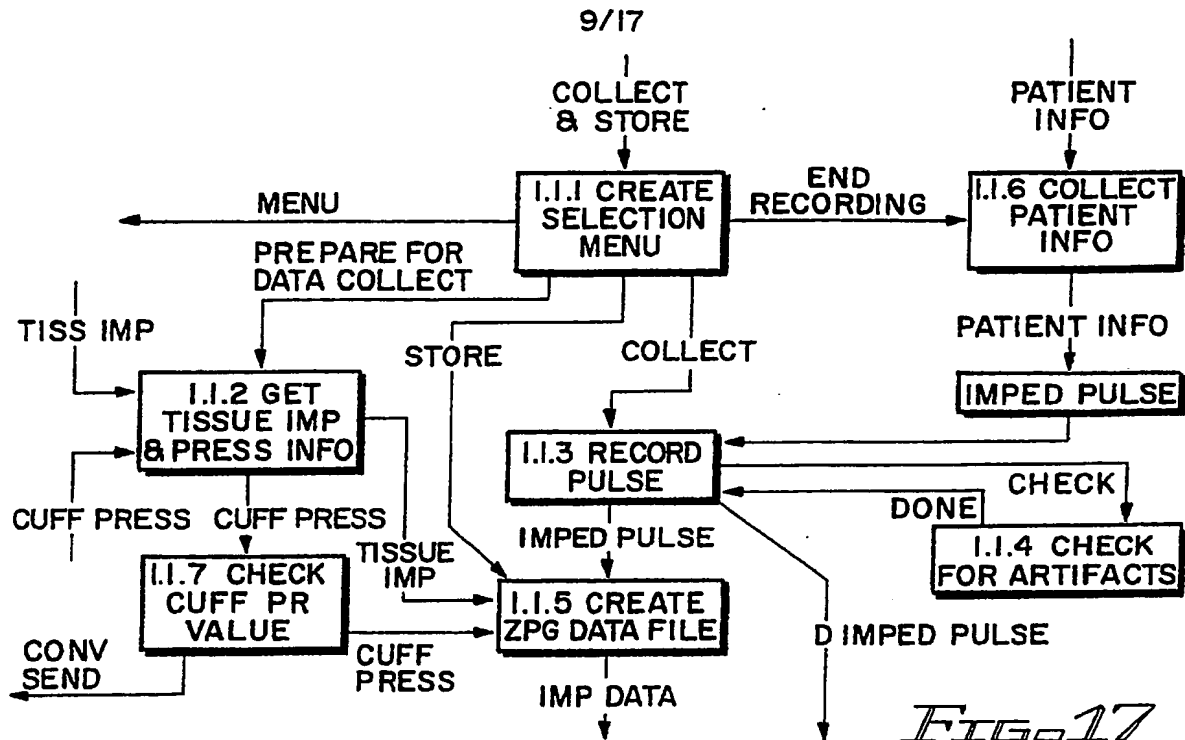 9/17
COLLECT
& STORE
PATIENT
INFO
1.1.1 CREATE
SELECTION
MENU
MENU
END
RECORDING
1.1.6 COLLECT
PATIENT
INFO
PREPARE FOR
DATA COLLECT
TISS IMP
STORE
COLLECT
PATIENT INFO
1.1.2 GET
TISSUE IMP
& PRESS INFO
IMPED PULSE
1.1.3 RECORD
PULSE
CHECK
DONE
CUFF PRESS
CUFF PRESS
TISSUE
IMP
IMPED PULSE
1.1.4 CHECK
FOR ARTIFACTS
1.1.7 CHECK
CUFF PR
VALUE
1.1.5 CREATE
ZPG DATA FILE
D IMPED PULSE
CONV
SEND
CUFF
PRESS
IMP DATA
FIG-17